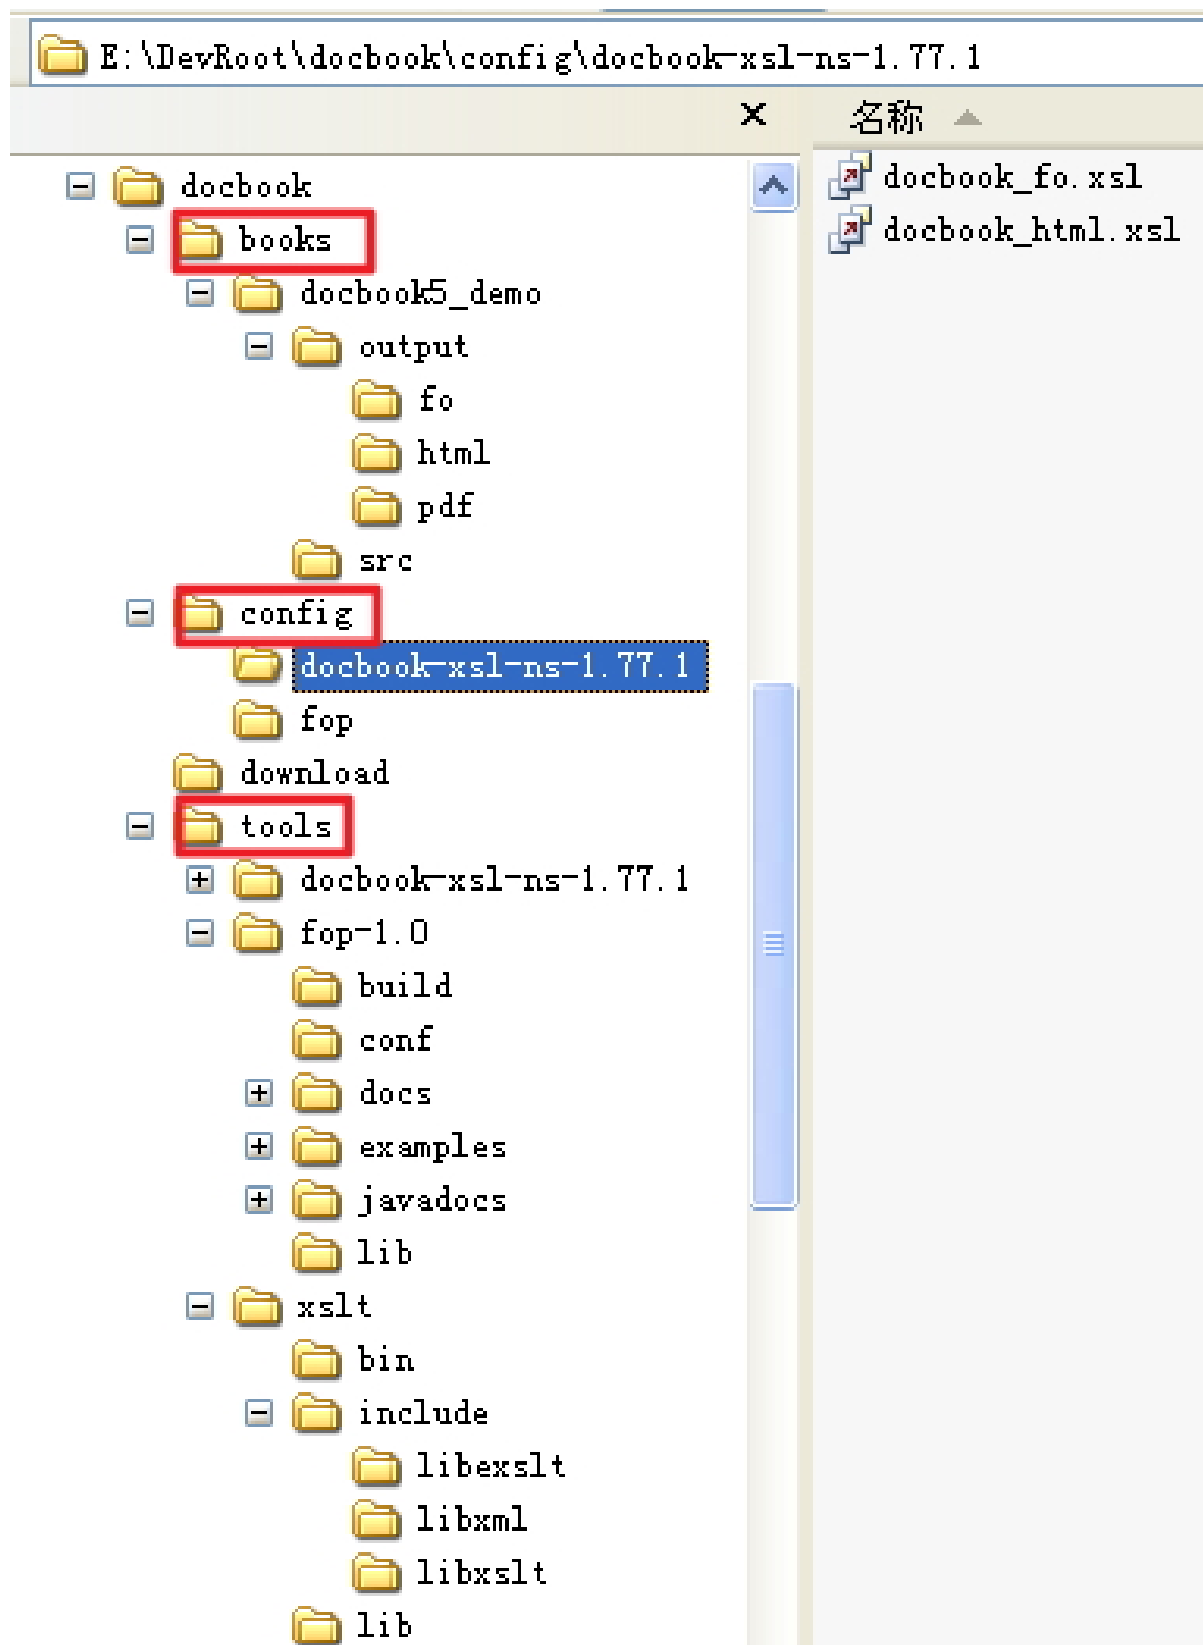 E:\DevRoot\docbook\config\docbook-xsl-ns-1.77.1
名称
docbook
books
docbook5_demo
output
fo
html
pdf
src
config
docbook-xsl-ns-1.77.1
fop
download
tools
docbook-xsl-ns-1.77.1
fop-1.0
build
conf
docs
examples
javadocs
lib
xslt
bin
include
libexslt
libxml
libxslt
lib
docbook_fo.xsl
docbook_html.xsl